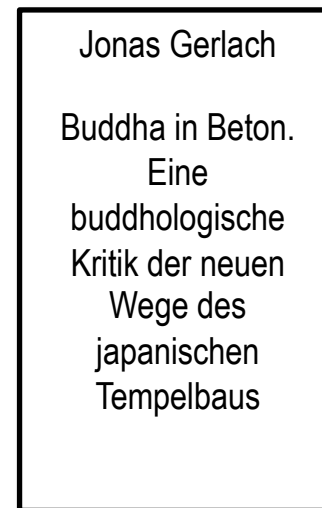 Jonas Gerlach
Buddha in Beton.
Eine
buddhologische
Kritik der neuen
Wege des
japanischen
Tempelbaus